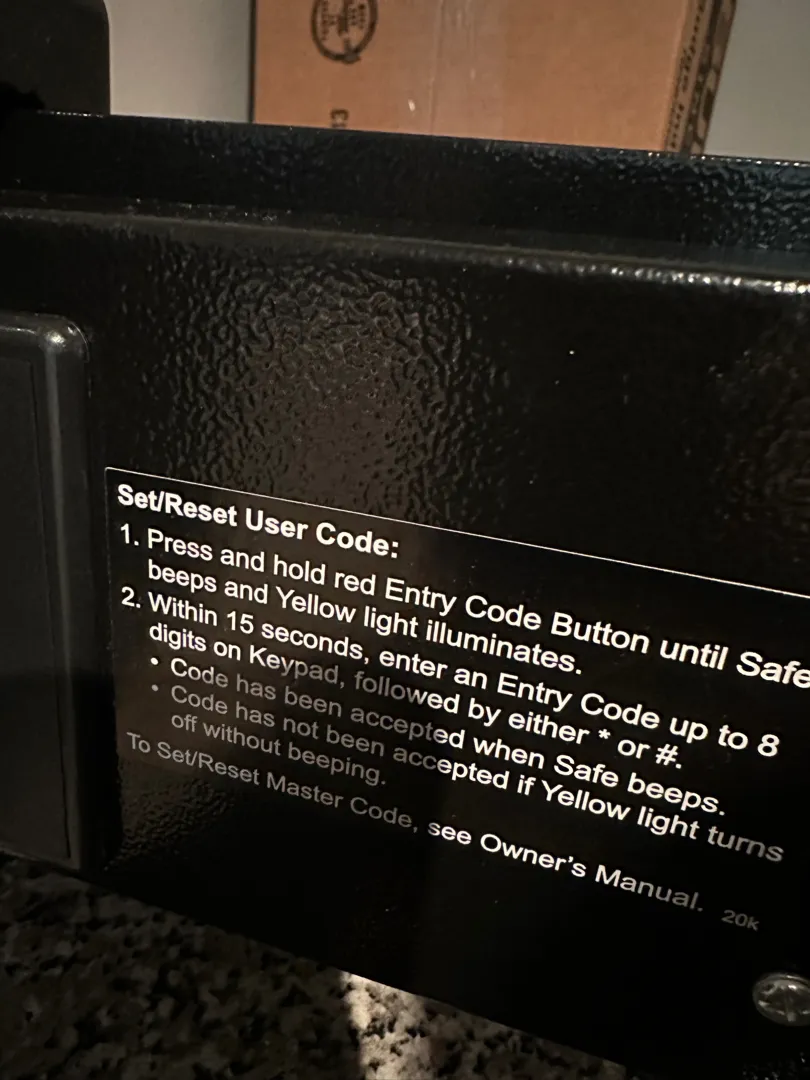 Set/Reset User Code:
1. Press and hold red Entry Code Button until Safe
beeps and Yellow light illuminates.
2. Within 15 seconds, enter an Entry Code up to 8
digits on Keypad, followed by either * or #.
• Code has been accepted when Safe beeps.
• Code has not been accepted if Yellow light turns
off without beeping.
To Set/Reset Master Code, see Owner's Manual. 20k